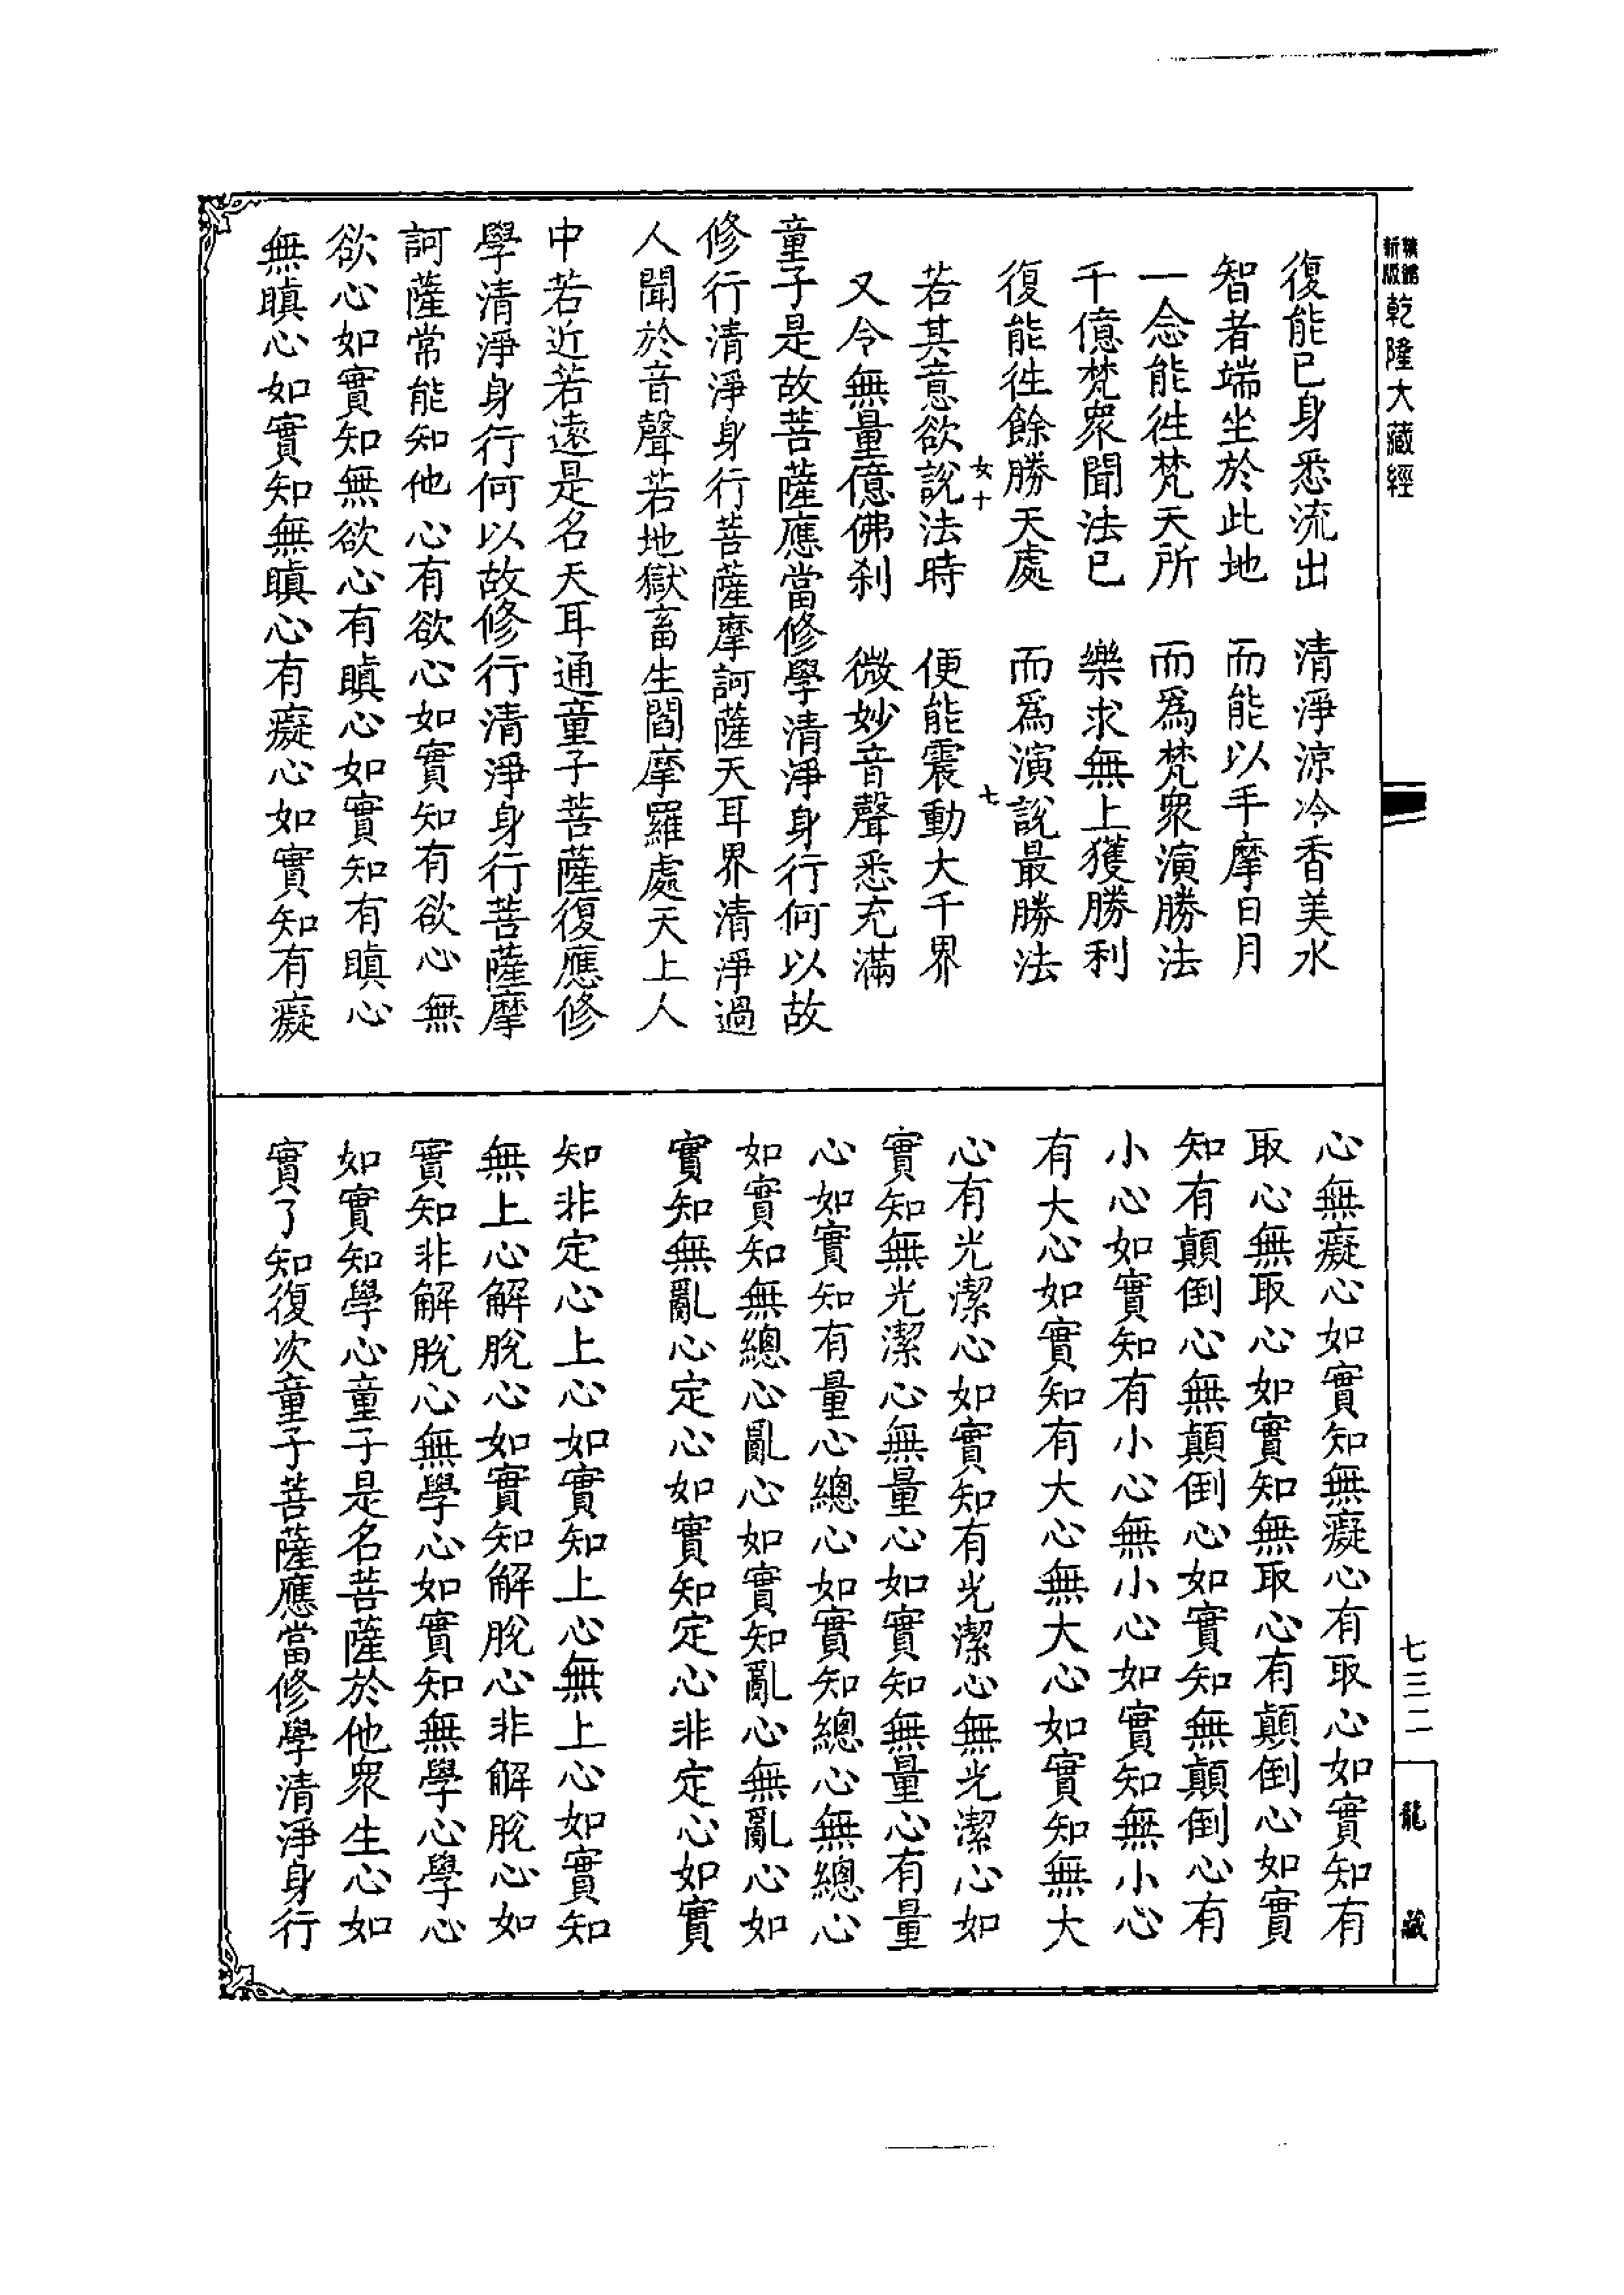 新版
乾隆大藏經
復能已身悉流出　清淨涼冷香美水
智者端坐於此地　而能以手摩日月
一念能徃梵天所　而爲梵衆演勝法
千億梵衆聞法已　樂求無上獲勝利
復能徃餘勝天處　而爲演說最勝法
女十　七
若其意欲說法時　便能震動大千界
又令無量億佛刹　微妙音聲悉充滿
童子是故菩薩應當修學清淨身行何以故
修行清淨身行菩薩摩訶薩天耳界清淨過
人聞於音聲若地獄畜生閻摩羅處天上人
中若近若遠是名天耳通童子菩薩復應修
學清淨身行何以故修行清淨身行菩薩摩
訶薩常能知他心有欲心如實知有欲心無
欲心如實知無欲心有瞋心如實知有瞋心
無瞋心如實知無瞋心有癡心如實知有癡
心無癡心如實知無癡心有取心如實知有
取心無取心如實知無取心有顛倒心如實
知有顛倒心無顛倒心如實知無顛倒心有
小心如實知有小心無小心如實知無小心
有大心如實知有大心無大心如實知無大
心有光潔心如實知有光潔心無光潔心如
實知無光潔心無量心如實知無量心有量
心如實知有量心總心如實知總心無總心
如實知無總心亂心如實知亂心無亂心如
實知無亂心定心如實知定心非定心如實
知非定心上心如實知上心無上心如實知
無上心解脫心如實知解脫心非解脫心如
實知非解脫心無學心如實知無學心學心
如實知學心童子是名菩薩於他衆生心如
實了知復次童子菩薩應當修學清淨身行
七三二
龍藏